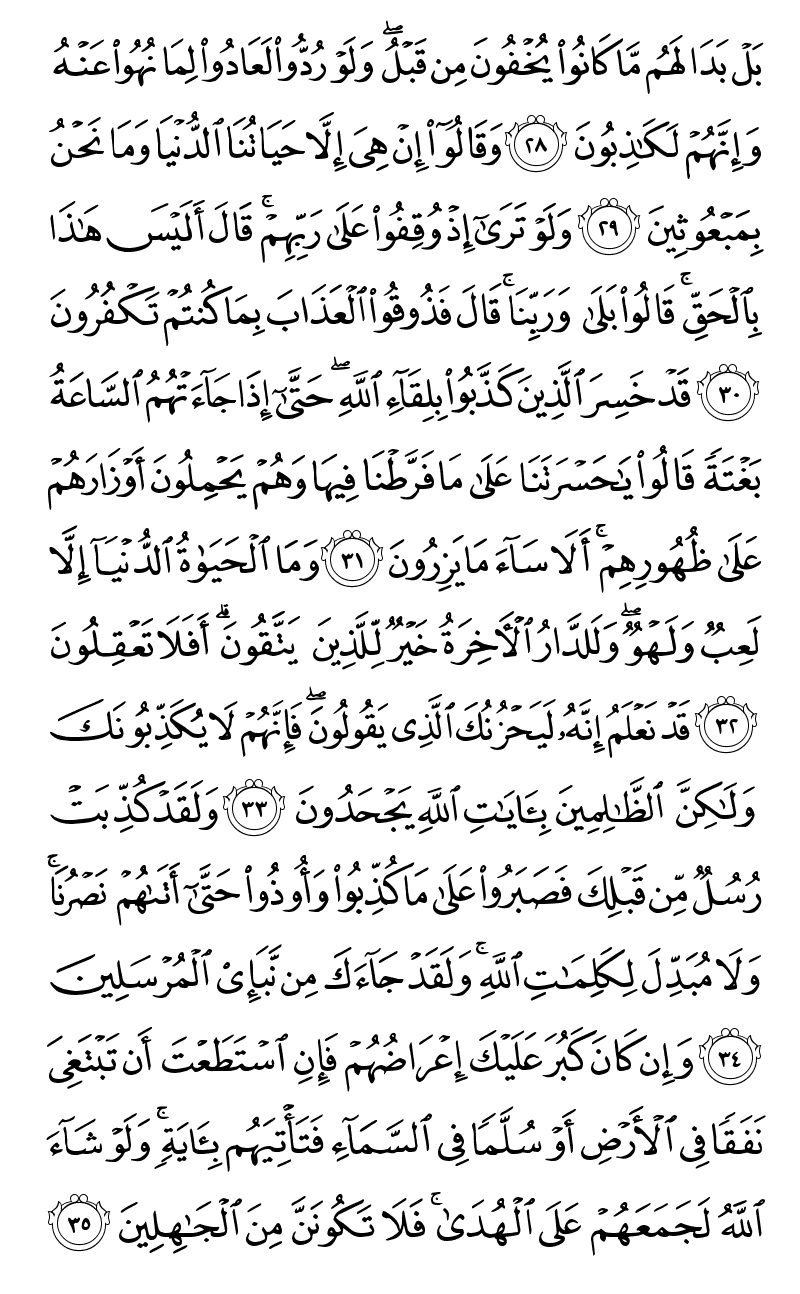 بَلۡ بَدَا لَهُم مَّا كَانُواْ يُخۡفُونَ مِن قَبۡلُۖ وَلَوۡ رُدُّواْ لَعَادُواْ لِمَا نُهُواْ عَنۡهُ
وَإِنَّهُمۡ لَكَٰذِبُونَ ٢٨ وَقَالُوٓاْ إِنۡ هِيَ إِلَّا حَيَاتُنَا ٱلدُّنۡيَا وَمَا نَحۡنُ
بِمَبۡعُوثِينَ ٢٩ وَلَوۡ تَرَىٰٓ إِذۡ وُقِفُواْ عَلَىٰ رَبِّهِمۡۚ قَالَ أَلَيۡسَ هَٰذَا
بِٱلۡحَقِّۚ قَالُواْ بَلَىٰ وَرَبِّنَاۚ قَالَ فَذُوقُواْ ٱلۡعَذَابَ بِمَا كُنتُمۡ تَكۡفُرُونَ
٣٠ قَدۡ خَسِرَ ٱلَّذِينَ كَذَّبُواْ بِلِقَآءِ ٱللَّهِۖ حَتَّىٰٓ إِذَا جَآءَتۡهُمُ ٱلسَّاعَةُ
بَغۡتَةٗ قَالُواْ يَٰحَسۡرَتَنَا عَلَىٰ مَا فَرَّطۡنَا فِيهَا وَهُمۡ يَحۡمِلُونَ أَوۡزَارَهُمۡ
عَلَىٰ ظُهُورِهِمۡۚ أَلَا سَآءَ مَا يَزِرُونَ ٣١ وَمَا ٱلۡحَيَوٰةُ ٱلدُّنۡيَآ إِلَّا
لَعِبٞ وَلَهۡوٞۖ وَلَلدَّارُ ٱلۡأٓخِرَةُ خَيۡرٞ لِّلَّذِينَ يَتَّقُونَۚ أَفَلَا تَعۡقِلُونَ
٣٢ قَدۡ نَعۡلَمُ إِنَّهُۥ لَيَحۡزُنُكَ ٱلَّذِي يَقُولُونَۖ فَإِنَّهُمۡ لَا يُكَذِّبُونَكَ
وَلَٰكِنَّ ٱلظَّٰلِمِينَ بِـَٔايَٰتِ ٱللَّهِ يَجۡحَدُونَ ٣٣ وَلَقَدۡ كُذِّبَتۡ
رُسُلٞ مِّن قَبۡلِكَ فَصَبَرُواْ عَلَىٰ مَا كُذِّبُواْ وَأُوذُواْ حَتَّىٰٓ أَتَىٰهُمۡ نَصۡرُنَاۚ
وَلَا مُبَدِّلَ لِكَلِمَٰتِ ٱللَّهِۚ وَلَقَدۡ جَآءَكَ مِن نَّبَإِيْ ٱلۡمُرۡسَلِينَ
٣٤ وَإِن كَانَ كَبُرَ عَلَيۡكَ إِعۡرَاضُهُمۡ فَإِنِ ٱسۡتَطَعۡتَ أَن تَبۡتَغِيَ
نَفَقٗا فِي ٱلۡأَرۡضِ أَوۡ سُلَّمٗا فِي ٱلسَّمَآءِ فَتَأۡتِيَهُم بِـَٔايَةٖۚ وَلَوۡ شَآءَ
ٱللَّهُ لَجَمَعَهُمۡ عَلَى ٱلۡهُدَىٰۚ فَلَا تَكُونَنَّ مِنَ ٱلۡجَٰهِلِينَ ٣٥